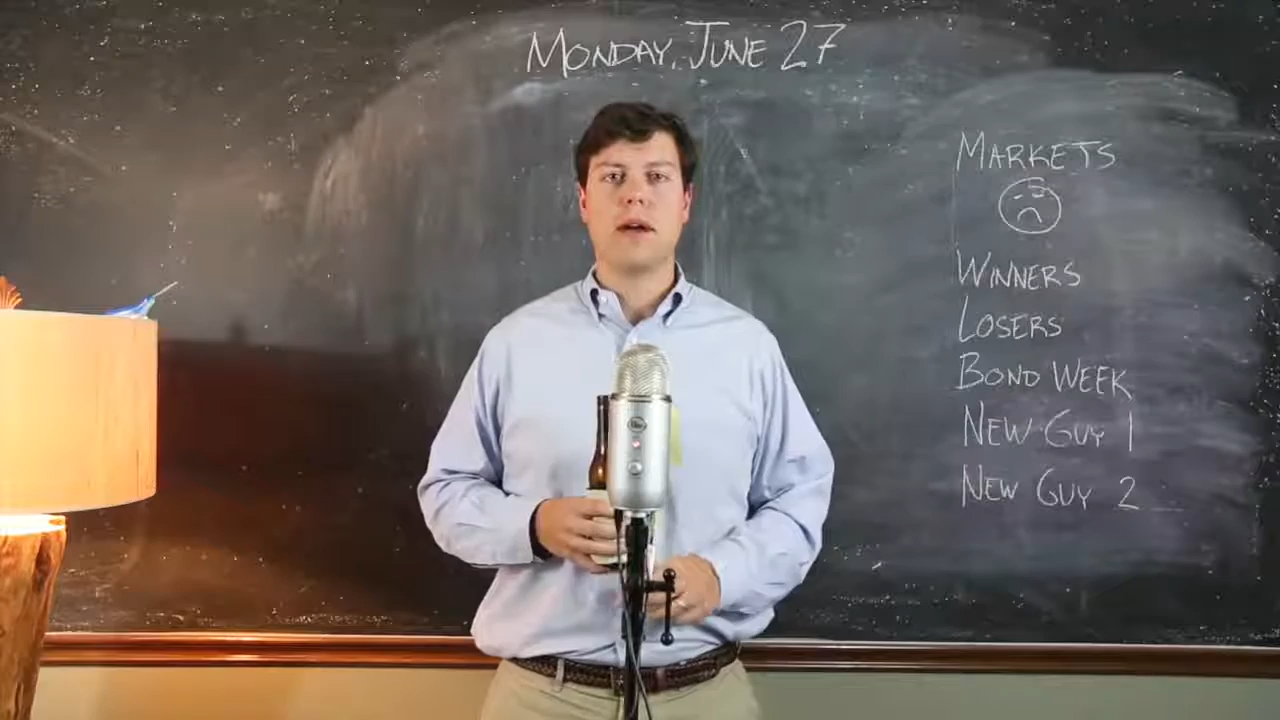 MONDAY, JUNE 27
MARKETS
WINNERS
LOSERS
BOND WEEK
NEW GUY 1
NEW GUY 2